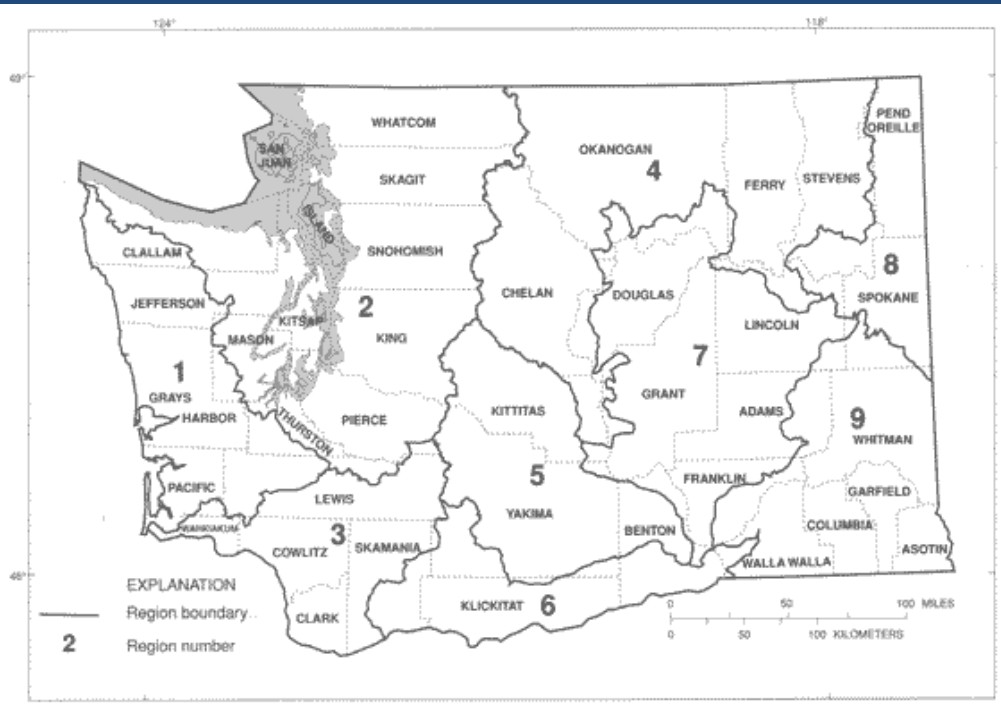 124°
118°
49°
WHATCOM
PEND
OREILLE
SAN
JUAN
OKANOGAN
4
SKAGIT
FERRY
STEVENS
ISLAND
CLALLAM
SNOHOMISH
8
JEFFERSON
2
CHELAN
DOUGLAS
SPOKANE
KITSAP
LINCOLN
MASON
KING
7
1
GRAYS
HARBOR
GRANT
KITTITAS
ADAMS
9
THURSTON
PIERCE
WHITMAN
5
FRANKLIN
PACIFIC
LEWIS
GARFIELD
YAKIMA
WAHKIAKUM
3
BENTON
COLUMBIA
COWLITZ
SKAMANIA
ASOTIN
WALLA WALLA
46°
KLICKITAT
6
CLARK
EXPLANATION
Region boundary
2 Region number
0 50 100 MILES
0 50 100 KILOMETERS